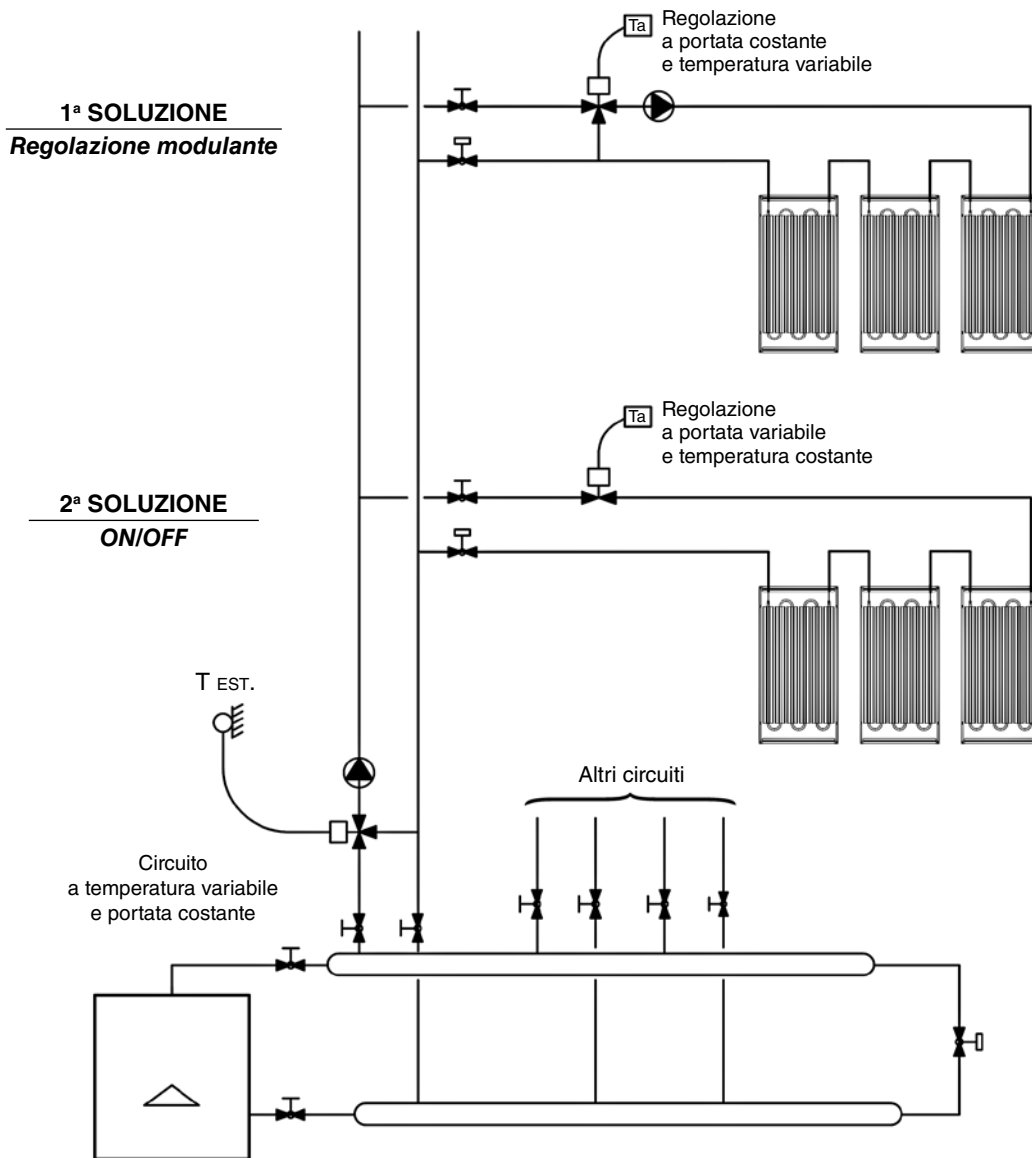 Ta
Regolazione
a portata costante
e temperatura variabile
1ª SOLUZIONE
Regolazione modulante
Ta
Regolazione
a portata variabile
e temperatura costante
2ª SOLUZIONE
ON/OFF
T EST.
Altri circuiti
Circuito
a temperatura variabile
e portata costante